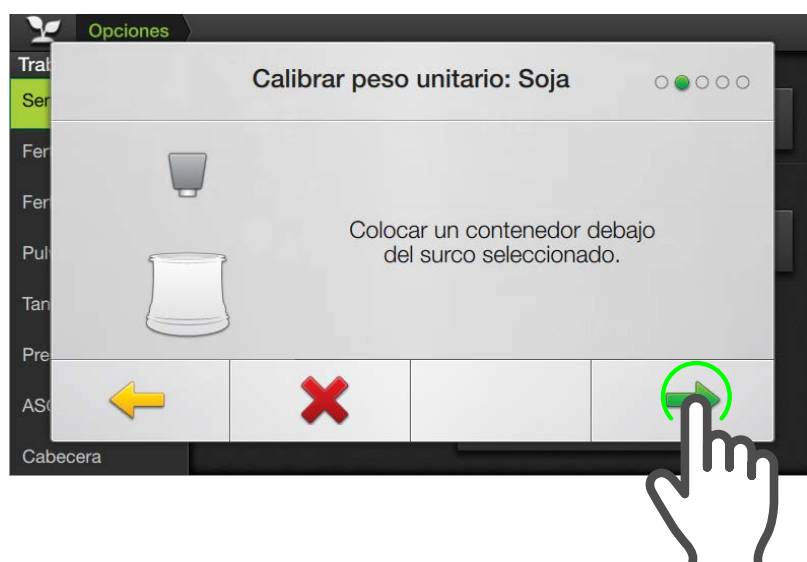 Opciones
Calibrar peso unitario: Soja
Colocar un contenedor debajo
del surco seleccionado.
Cabecera